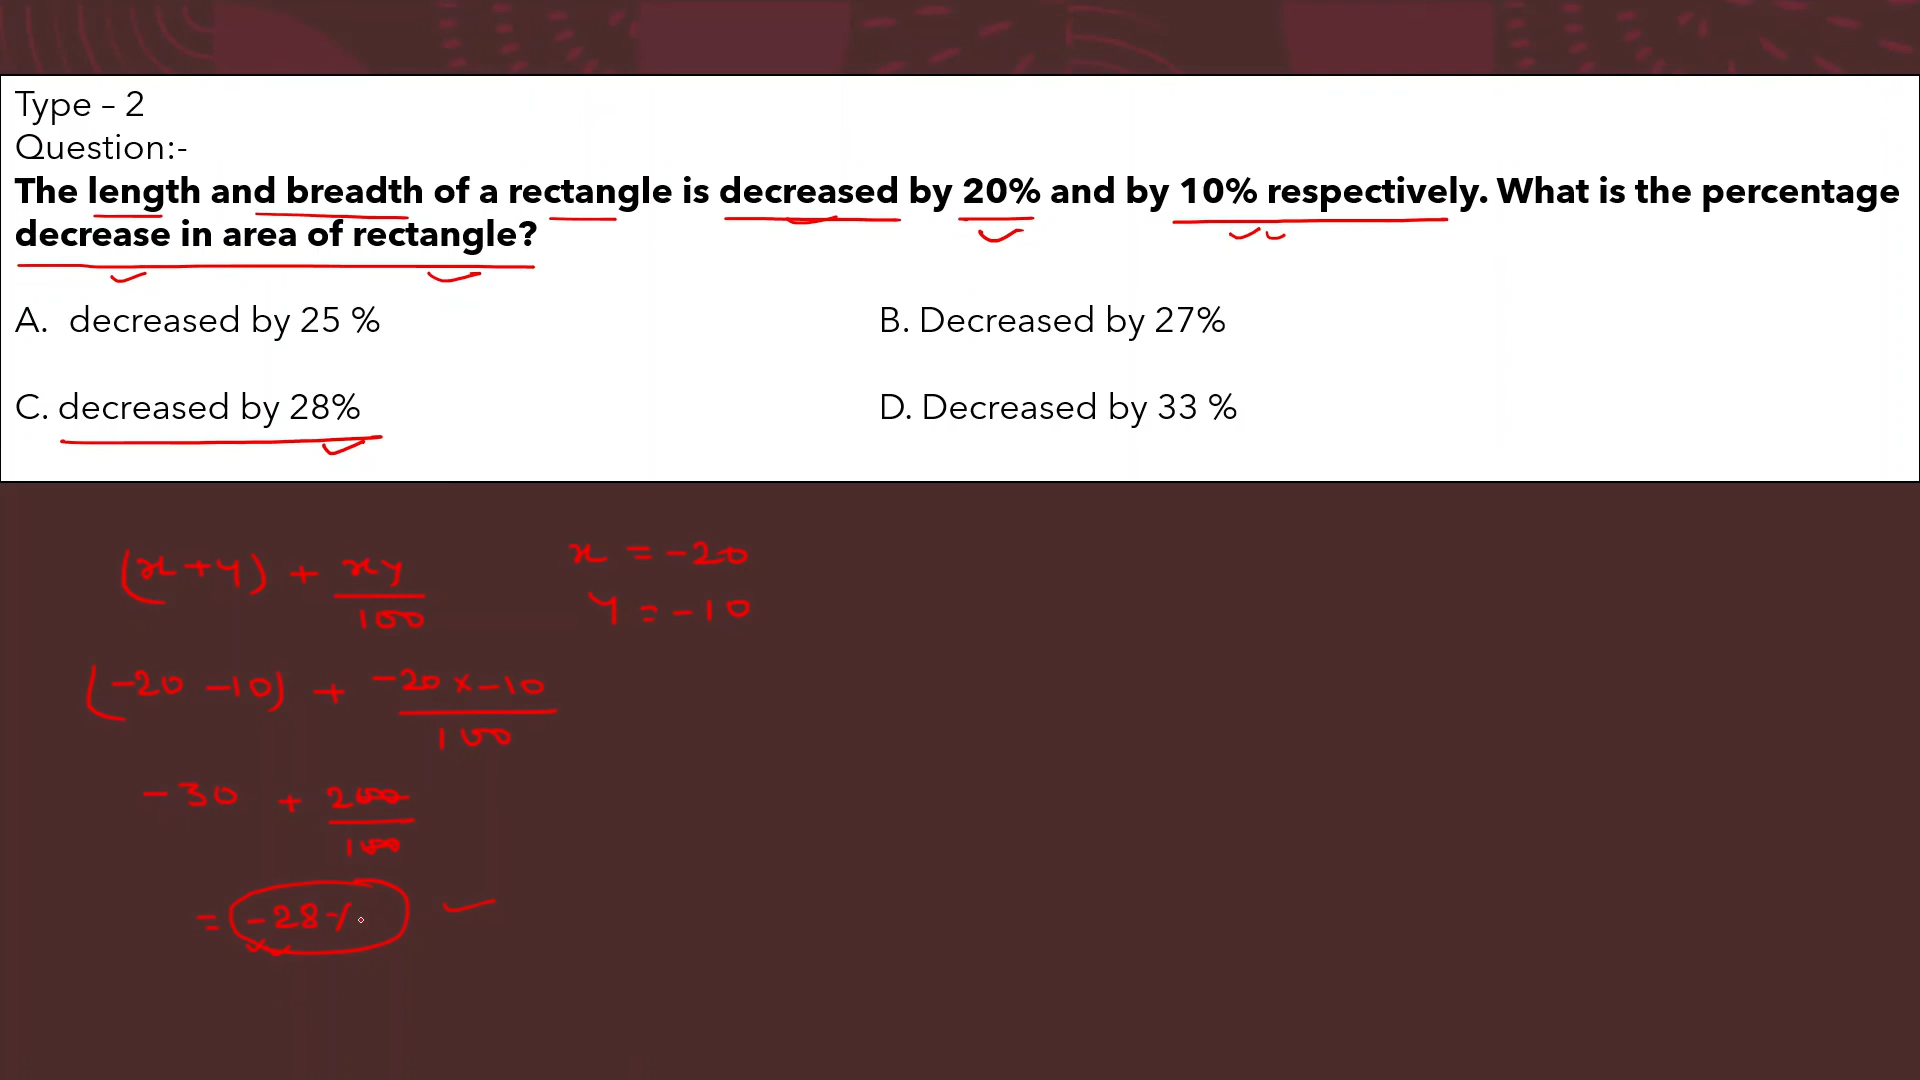 Type – 2
Question:-
The length and breadth of a rectangle is decreased by 20% and by 10% respectively. What is the percentage
decrease in area of rectangle?
A. decreased by 25 %
B. Decreased by 27%
C. decreased by 28%
D. Decreased by 33 %
(x+y) + xy/100
x = -20
y = -10
(-20 -10) + -20 x -10/100
-30 + 200/100
= -28%